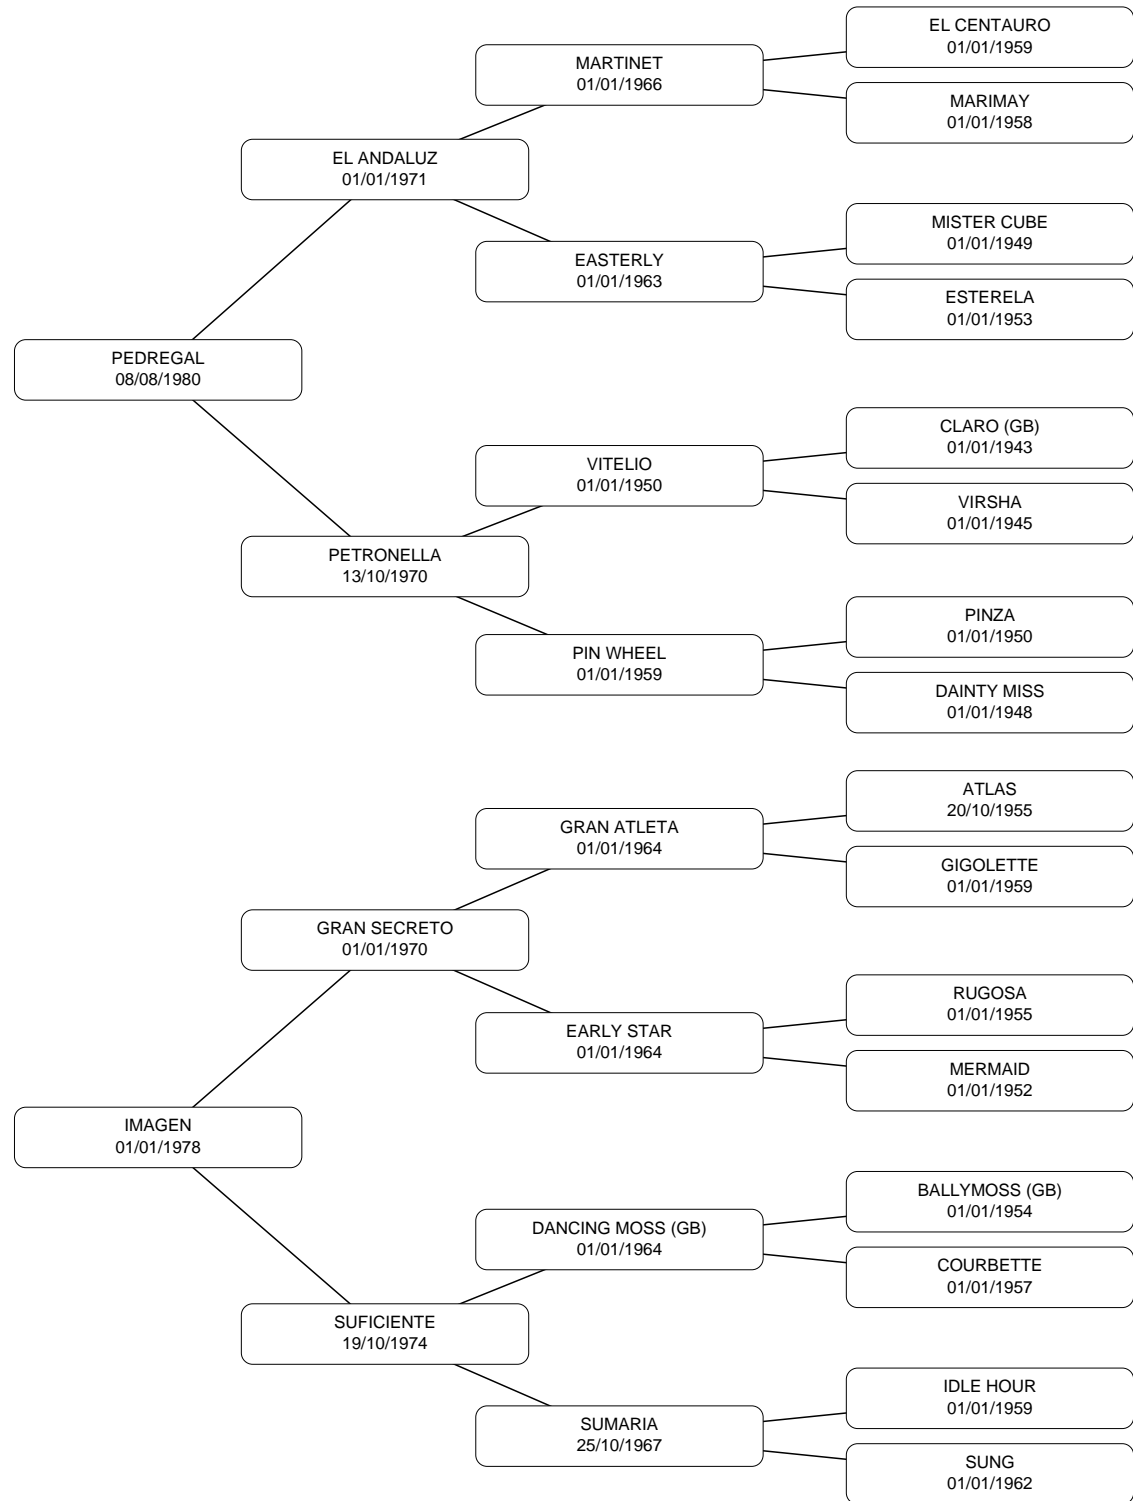 EL CENTAURO
01/01/1959
MARTINET
01/01/1966
MARIMAY
01/01/1958
EL ANDALUZ
01/01/1971
MISTER CUBE
01/01/1949
EASTERLY
01/01/1963
ESTERELA
01/01/1953
PEDREGAL
08/08/1980
CLARO (GB)
01/01/1943
VITELIO
01/01/1950
VIRSHA
01/01/1945
PETRONELLA
13/10/1970
PINZA
01/01/1950
PIN WHEEL
01/01/1959
DAINTY MISS
01/01/1948
ATLAS
20/10/1955
GRAN ATLETA
01/01/1964
GIGOLETTE
01/01/1959
GRAN SECRETO
01/01/1970
RUGOSA
01/01/1955
EARLY STAR
01/01/1964
MERMAID
01/01/1952
IMAGEN
01/01/1978
BALLYMOSS (GB)
01/01/1954
DANCING MOSS (GB)
01/01/1964
COURBETTE
01/01/1957
SUFICIENTE
19/10/1974
IDLE HOUR
01/01/1959
SUMARIA
25/10/1967
SUNG
01/01/1962